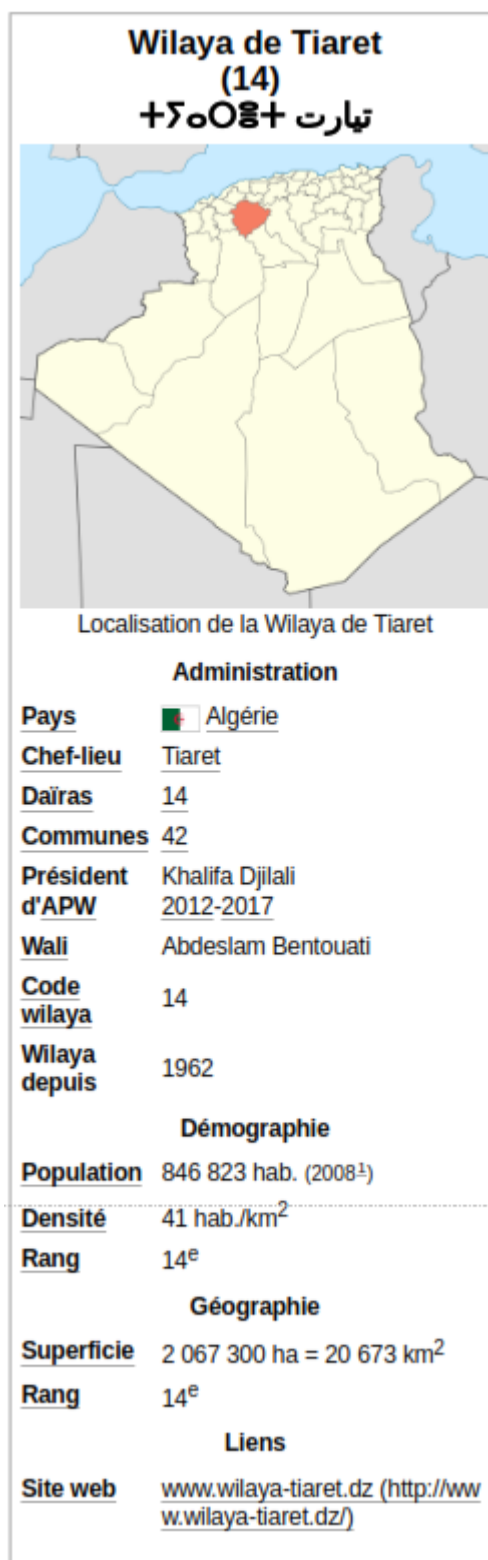 Wilaya de Tiaret
(14)
ⵜⵢⴰⵔⴻⵜ تيارت
Localisation de la Wilaya de Tiaret
Administration
Pays Algérie
Chef-lieu Tiaret
Daïras 14
Communes 42
Président Khalifa Djilali
d'APW 2012-2017
Wali Abdeslam Bentouati
Code
wilaya 14
Wilaya
depuis 1962
Démographie
Population 846 823 hab. (2008¹)
Densité 41 hab./km²
Rang 14ᵉ
Géographie
Superficie 2 067 300 ha = 20 673 km²
Rang 14ᵉ
Liens
Site web www.wilaya-tiaret.dz (http://ww
w.wilaya-tiaret.dz/)